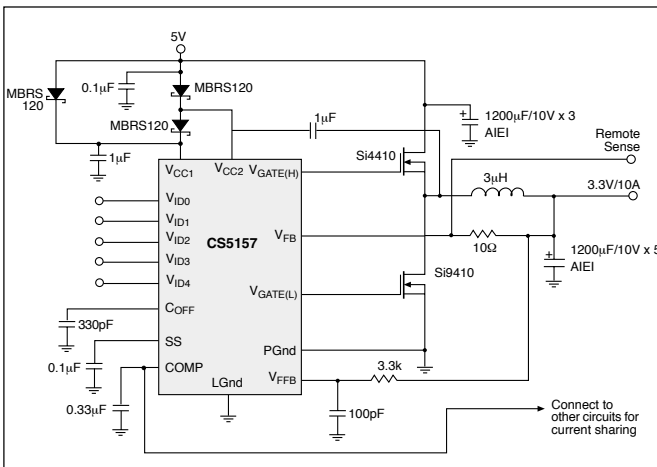 5V
MBRS
120
0.1µF
MBRS120
MBRS120
1µF
1µF
1200µF/10V x 3
AIEI
Remote
Sense
Si4410
3µH
3.3V/10A
VCC1
VCC2
VGATE(H)
VID0
VID1
VID2
VID3
VID4
CS5157
VFB
10Ω
1200µF/10V x 5
AIEI
Si9410
VGATE(L)
COFF
330pF
SS
0.1µF
COMP
0.33µF
LGnd
PGnd
VFFB
3.3k
100pF
Connect to
other circuits for
current sharing